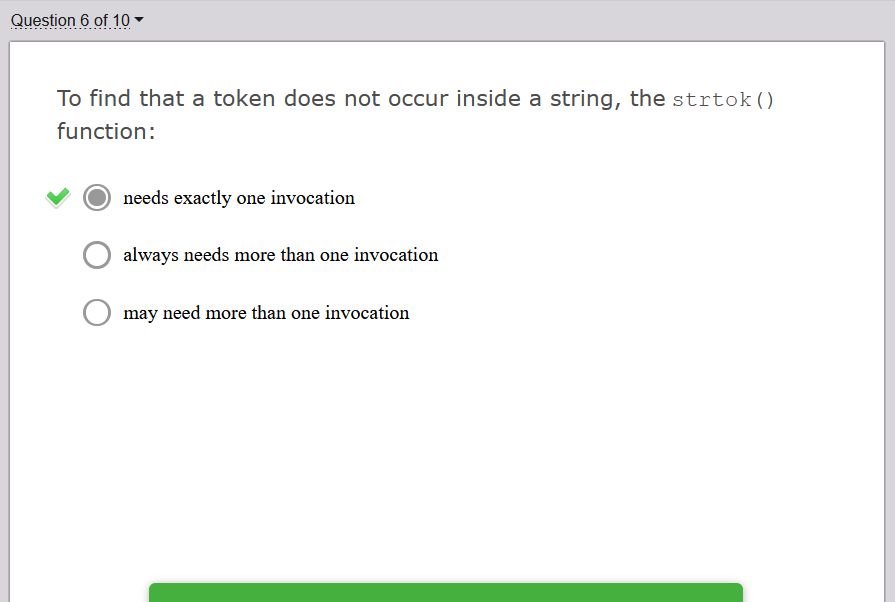 Question 6 of 10
To find that a token does not occur inside a string, the strtok()
function:
needs exactly one invocation
always needs more than one invocation
may need more than one invocation